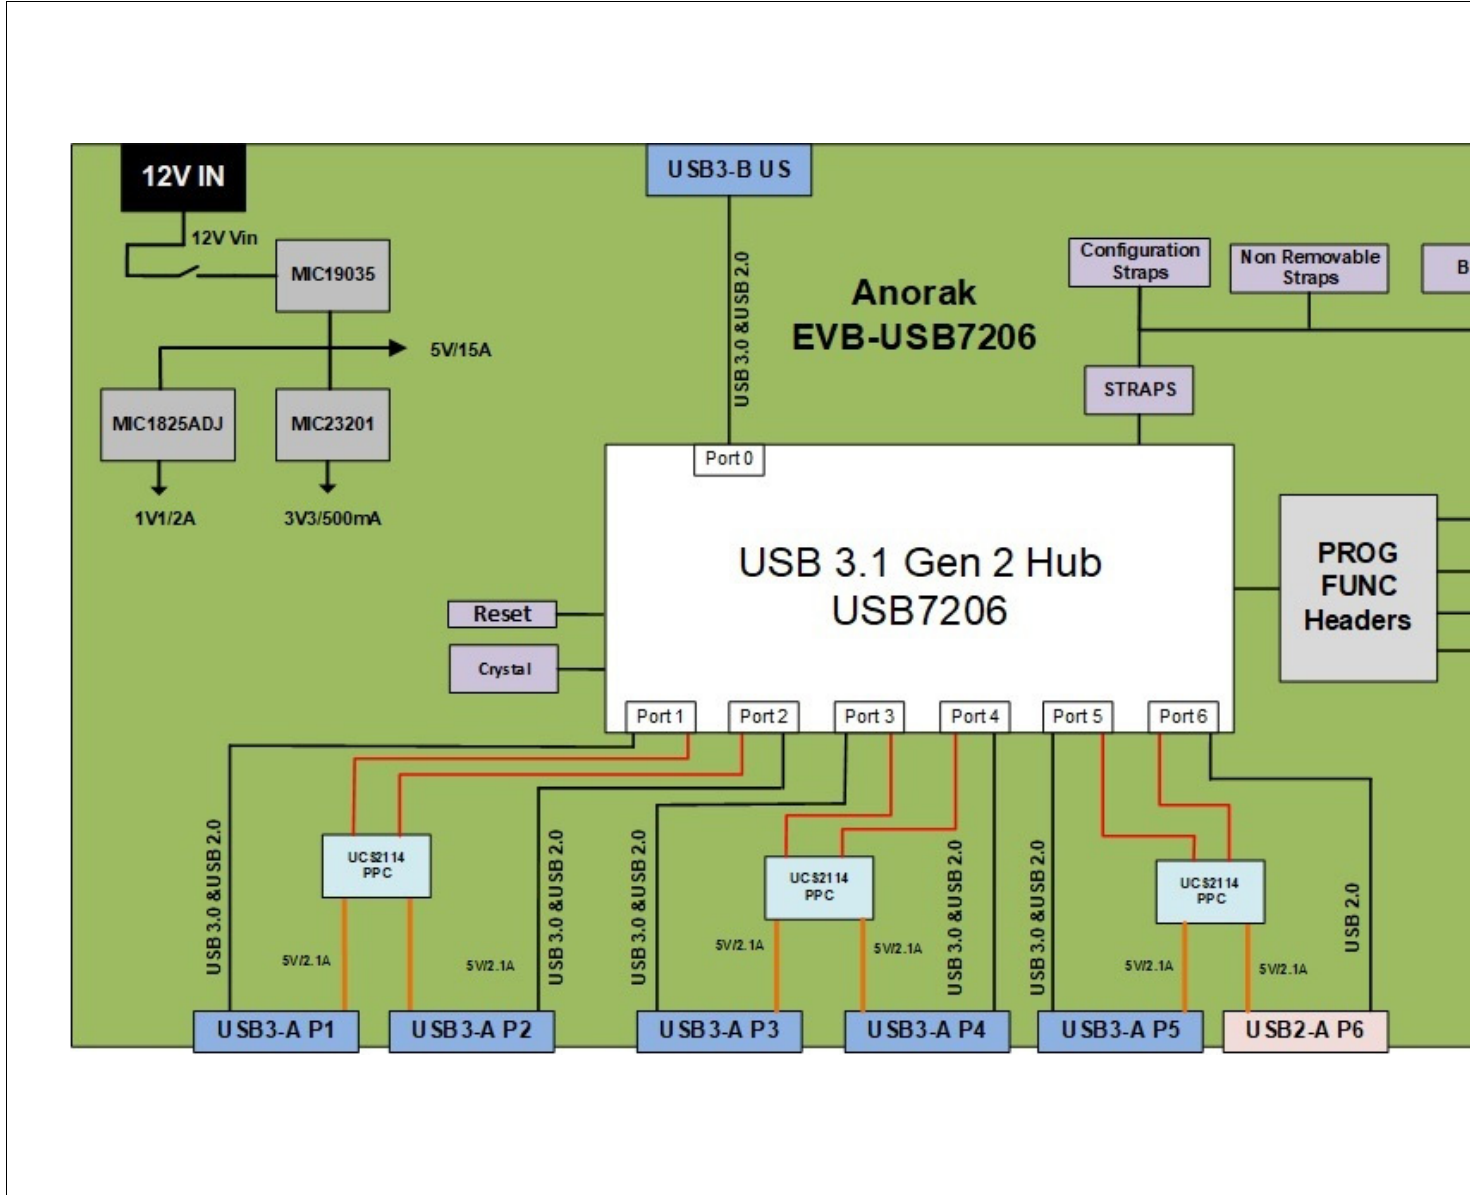 12V IN
USB3-B US
12V Vin
MIC19035
USB 3.0 &USB 2.0
Configuration
Straps
Non Removable
Straps
B
Anorak
EVB-USB7206
5V/15A
MIC1825ADJ
MIC23201
STRAPS
Port 0
1V1/2A
3V3/500mA
USB 3.1 Gen 2 Hub
USB7206
PROG
FUNC
Headers
Reset
Crystal
Port 1
Port 2
Port 3
Port 4
Port 5
Port 6
USB 3.0 &USB 2.0
UCS2114
PPC
USB 3.0 &USB 2.0
USB 3.0 &USB 2.0
UCS2114
PPC
USB 3.0 &USB 2.0
USB 3.0 &USB 2.0
UCS2114
PPC
USB 2.0
5V/2.1A
5V/2.1A
5V/2.1A
5V/2.1A
5V/2.1A
5V/2.1A
USB3-A P1
USB3-A P2
USB3-A P3
USB3-A P4
USB3-A P5
USB2-A P6